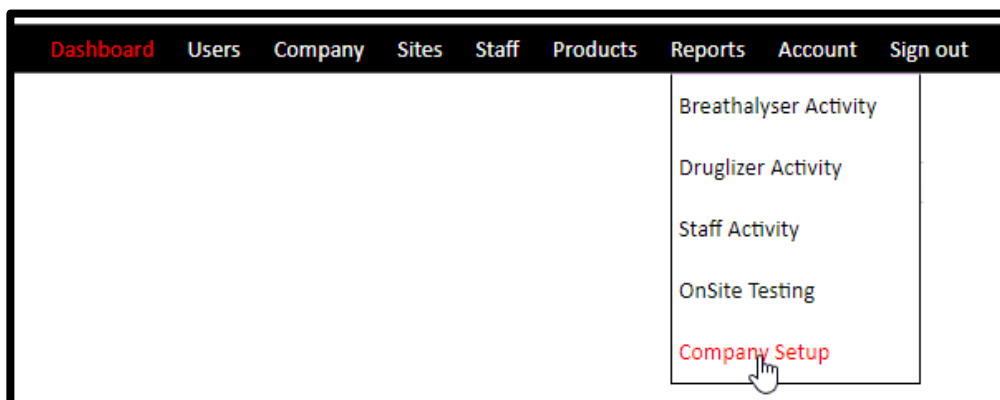 Dashboard Users Company Sites Staff Products Reports Account Sign out
Breathalyser Activity
Druglizer Activity
Staff Activity
OnSite Testing
Company Setup